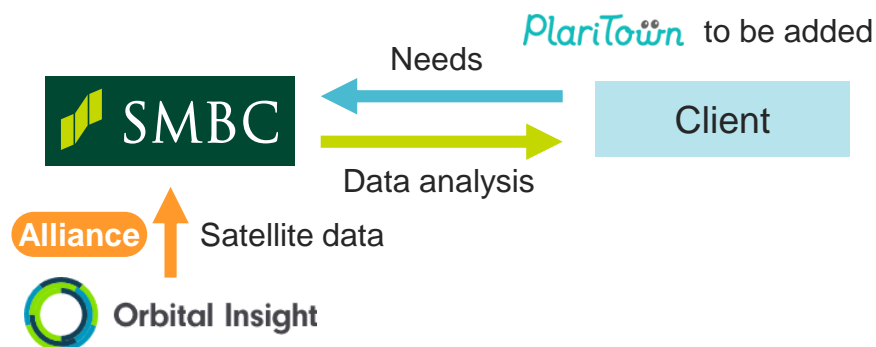 PlariTown to be added
Needs
SMBC
Client
Data analysis
Alliance
Satellite data
Orbital Insight